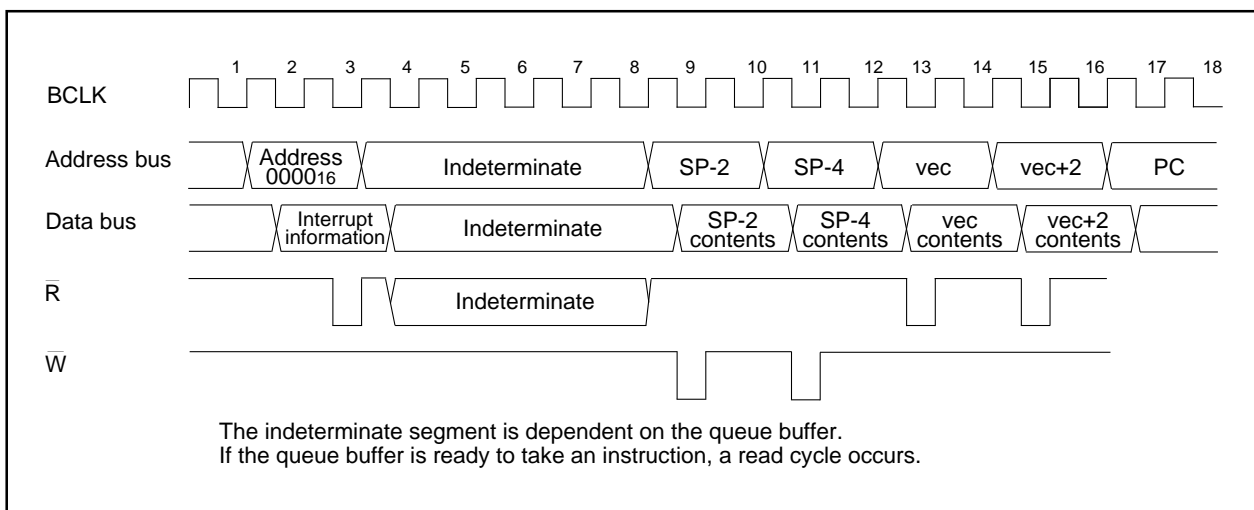 1 2 3 4 5 6 7 8 9 10 11 12 13 14 15 16 17 18
BCLK
Address bus
Address
000016
Indeterminate
SP-2
SP-4
vec
vec+2
PC
Data bus
Interrupt
information
Indeterminate
SP-2
contents
SP-4
contents
vec
contents
vec+2
contents
R
Indeterminate
W
The indeterminate segment is dependent on the queue buffer.
If the queue buffer is ready to take an instruction, a read cycle occurs.